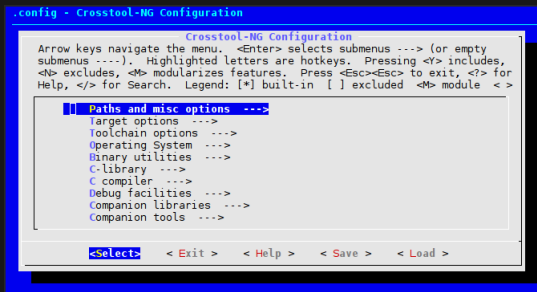 .config - Crosstool-NG Configuration
Crosstool-NG Configuration
Arrow keys navigate the menu.  <Enter> selects submenus ---> (or empty
submenus ----).  Highlighted letters are hotkeys.  Pressing <Y> includes,
<N> excludes, <M> modularizes features.  Press <Esc><Esc> to exit, <?> for
Help, </> for Search.  Legend: [*] built-in  [ ] excluded  <M> module  < >
Paths and misc options  --->
Target options  --->
Toolchain options  --->
Operating System  --->
Binary utilities  --->
C-library  --->
C compiler  --->
Debug facilities  --->
Companion libraries  --->
Companion tools  --->
<Select>    < Exit >    < Help >    < Save >    < Load >